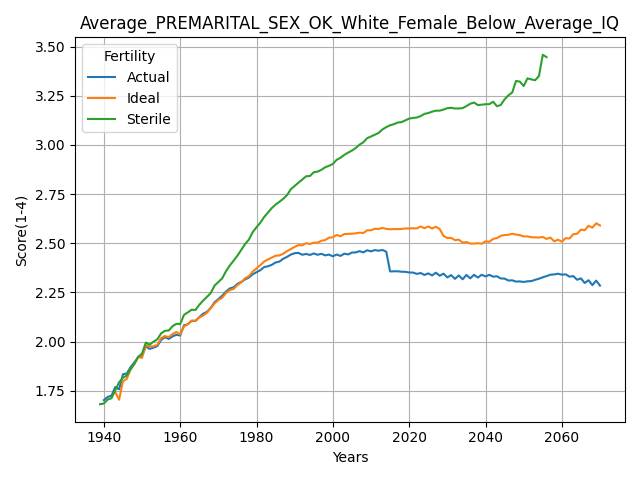 Average_PREMARITAL_SEX_OK_White_Female_Below_Average_IQ
Fertility
Actual
Ideal
Sterile
Score(1-4)
3.50
3.25
3.00
2.75
2.50
2.25
2.00
1.75
1940
1960
1980
2000
2020
2040
2060
Years